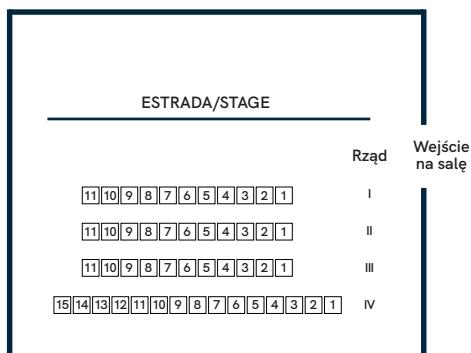 ESTRADA/STAGE
Wejście
na salę
Rząd
11 10 9 8 7 6 5 4 3 2 1 I
11 10 9 8 7 6 5 4 3 2 1 II
11 10 9 8 7 6 5 4 3 2 1 III
15 14 13 12 11 10 9 8 7 6 5 4 3 2 1 IV